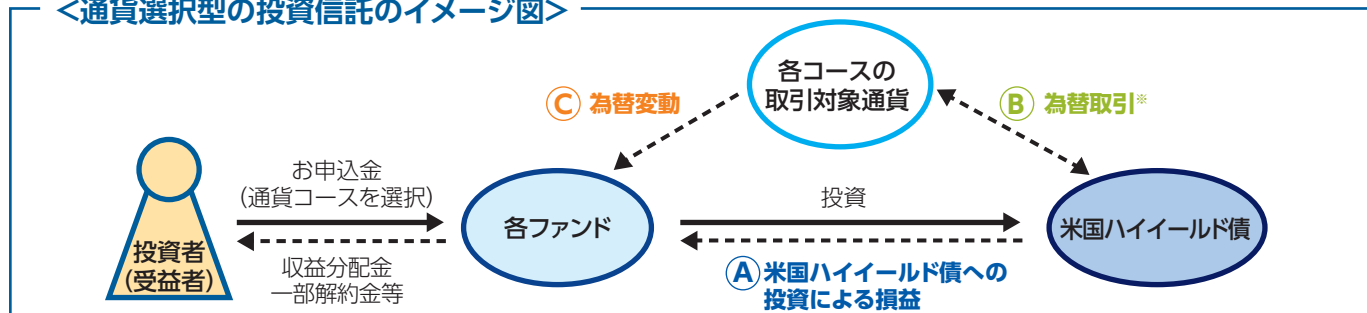 <通貨選択型の投資信託のイメージ図>
各コースの
取引対象通貨
C 為替変動
B 為替取引※
お申込金
(通貨コースを選択)
投資者
(受益者)
収益分配金
一部解約金等
各ファンド
投資
米国ハイイールド債
A 米国ハイイールド債への
投資による損益